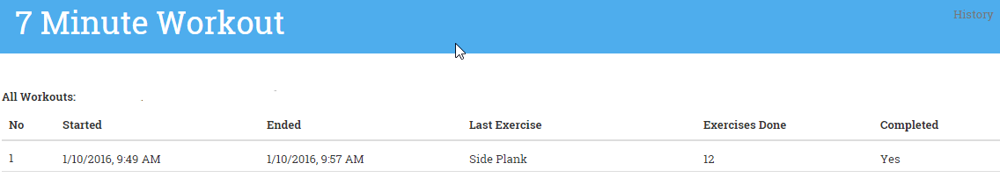 7 Minute Workout
History
All Workouts:
No Started Ended Last Exercise Exercises Done Completed
1 1/10/2016, 9:49 AM 1/10/2016, 9:57 AM Side Plank 12 Yes